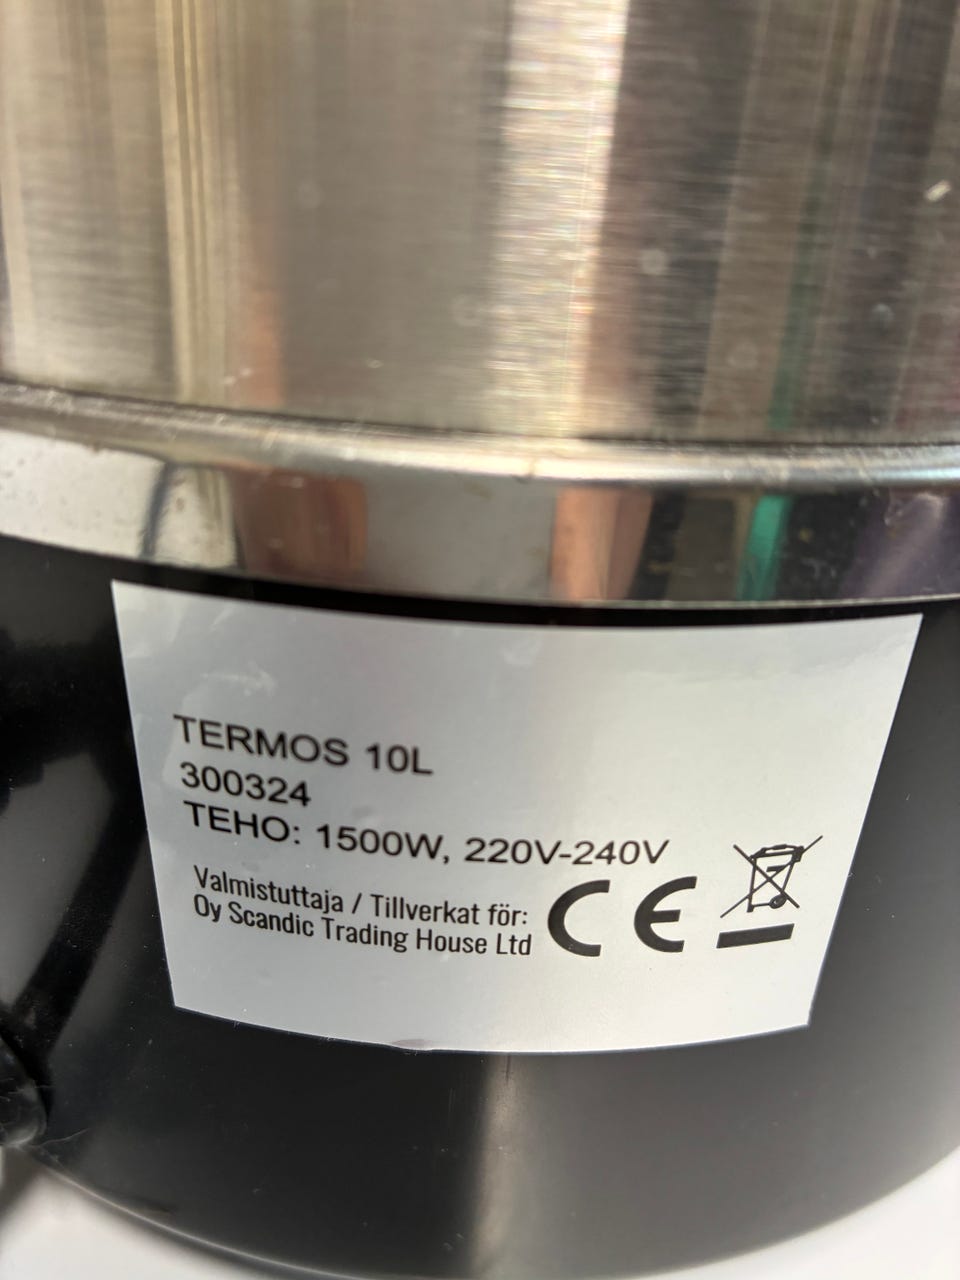 TERMOS 10L
300324
TEHO: 1500W, 220V-240V
Valmistuttaja / Tillverkat för:
Oy Scandic Trading House Ltd
CE